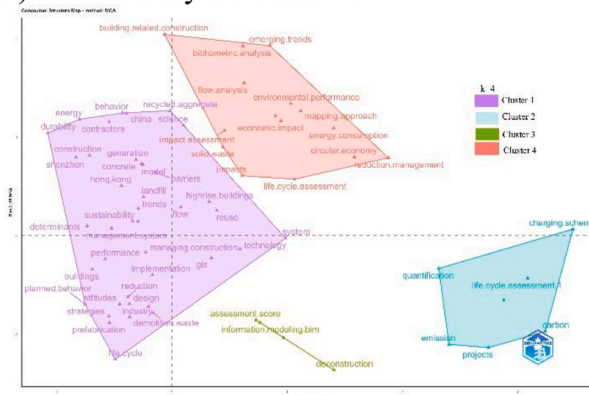 Conceptual Structure Map - method: MCA
building.related.construction
emerging.trends
bibliometric.analysis
flow.analysis
environmental.performance
behavior
recycled.aggregate
energy
china
science
mapping.approach
durability
contractors
economic.impact
energy.consumption
impact.assessment
construction
generation
solid.waste
circular.economy
shenzhen
concrete
model
impacts
reduction.management
hong.kong
barriers
life.cycle.assessment
landfill
highrise.buildings
trends
sustainability
flow
reuse
determinants
management.system
system
charging.schem
performance
managing.construction
technology
gis
buildings
implementation
quantification
planned.behavior
reduction
life.cycle.assessment.1
attitudes
design
strategies
industry
assessment.score
prefabrication
demolition.waste
information.modeling.bim
carbon
emission
projects
life.cycle
deconstruction
k 4
Cluster 1
Cluster 2
Cluster 3
Cluster 4